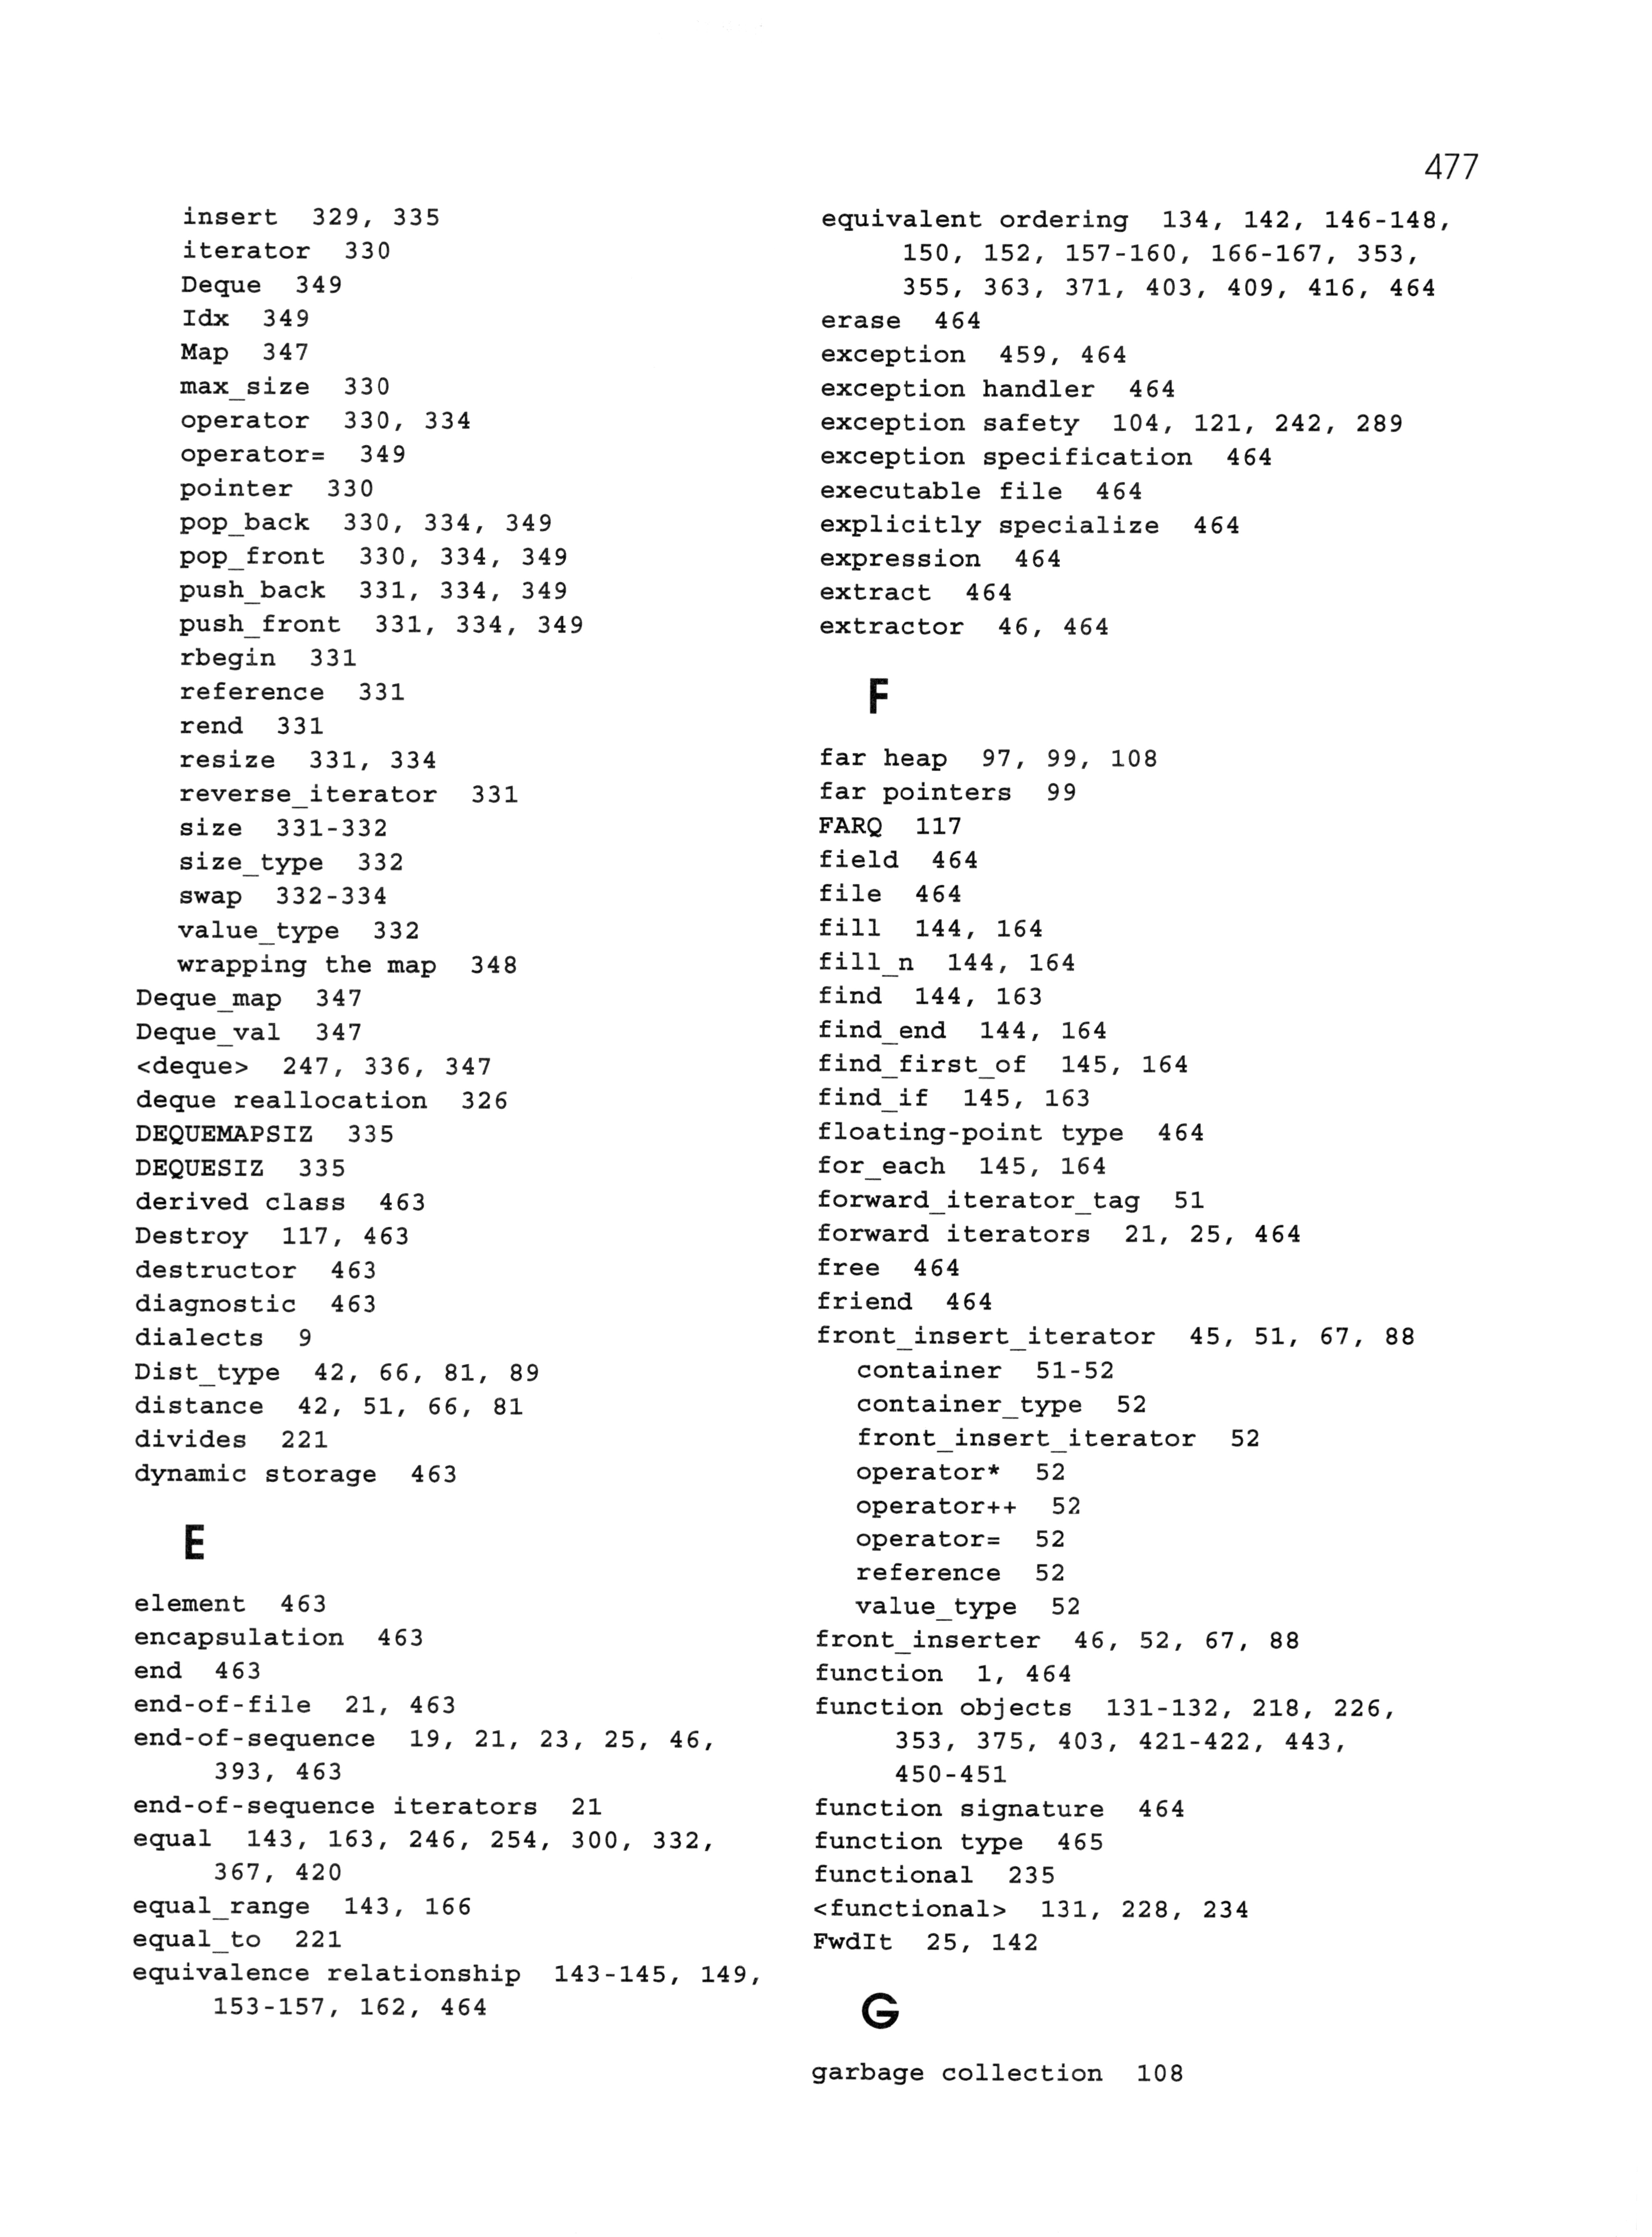 477
insert 329, 335
iterator 330
Deque 349
Idx 349
Map 347
max_size 330
operator 330, 334
operator= 349
pointer 330
pop_back 330, 334, 349
pop_front 330, 334, 349
push_back 331, 334, 349
push_front 331, 334, 349
rbegin 331
reference 331
rend 331
resize 331, 334
reverse_iterator 331
size 331-332
size_type 332
swap 332-334
value_type 332
wrapping the map 348
Deque_map 347
Deque_val 347
<deque> 247, 336, 347
deque reallocation 326
DEQUEMAPSIZ 335
DEQUESIZ 335
derived class 463
Destroy 117, 463
destructor 463
diagnostic 463
dialects 9
Dist_type 42, 66, 81, 89
distance 42, 51, 66, 81
divides 221
dynamic storage 463
E
element 463
encapsulation 463
end 463
end-of-file 21, 463
end-of-sequence 19, 21, 23, 25, 46,
393, 463
end-of-sequence iterators 21
equal 143, 163, 246, 254, 300, 332,
367, 420
equal_range 143, 166
equal_to 221
equivalence relationship 143-145, 149,
153-157, 162, 464
equivalent ordering 134, 142, 146-148,
150, 152, 157-160, 166-167, 353,
355, 363, 371, 403, 409, 416, 464
erase 464
exception 459, 464
exception handler 464
exception safety 104, 121, 242, 289
exception specification 464
executable file 464
explicitly specialize 464
expression 464
extract 464
extractor 46, 464
F
far heap 97, 99, 108
far pointers 99
FARQ 117
field 464
file 464
fill 144, 164
fill_n 144, 164
find 144, 163
find_end 144, 164
find_first_of 145, 164
find_if 145, 163
floating-point type 464
for_each 145, 164
forward_iterator_tag 51
forward iterators 21, 25, 464
free 464
friend 464
front_insert_iterator 45, 51, 67, 88
container 51-52
container_type 52
front_insert_iterator 52
operator* 52
operator++ 52
operator= 52
reference 52
value_type 52
front_inserter 46, 52, 67, 88
function 1, 464
function objects 131-132, 218, 226,
353, 375, 403, 421-422, 443,
450-451
function signature 464
function type 465
functional 235
<functional> 131, 228, 234
FwdIt 25, 142
G
garbage collection 108